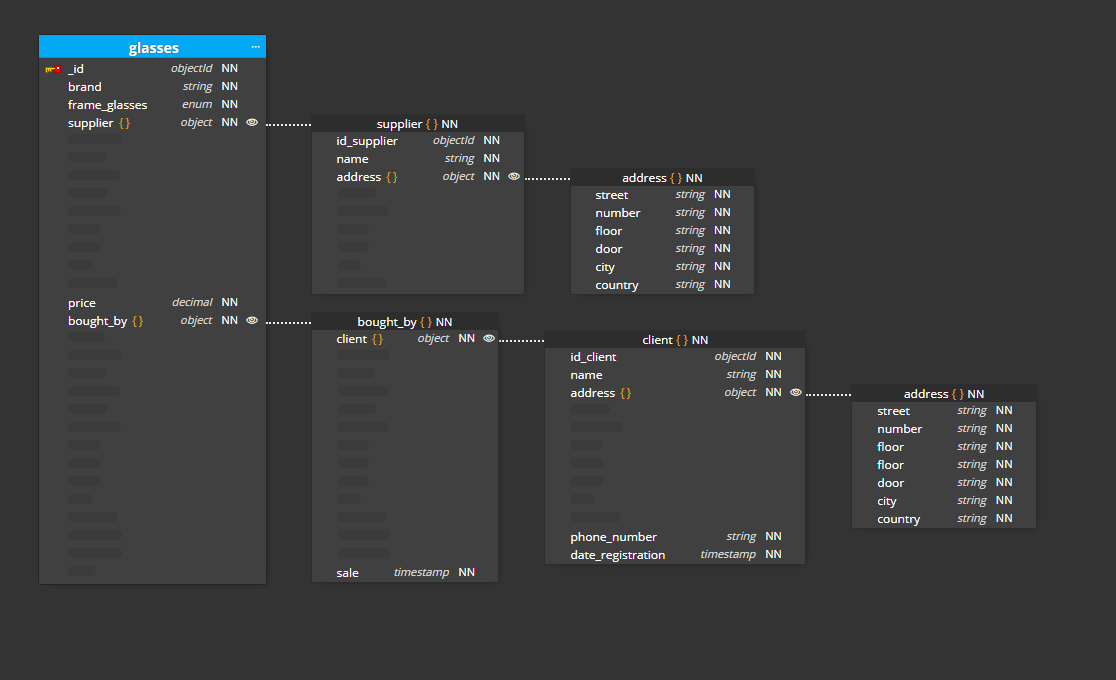 glasses ...
_id objectId NN
brand string NN
frame_glasses enum NN
supplier {} object NN
price decimal NN
bought_by {} object NN
supplier { } NN
id_supplier objectId NN
name string NN
address {} object NN
address { } NN
street string NN
number string NN
floor string NN
door string NN
city string NN
country string NN
bought_by { } NN
client {} object NN
sale timestamp NN
client { } NN
id_client objectId NN
name string NN
address {} object NN
phone_number string NN
date_registration timestamp NN
address { } NN
street string NN
number string NN
floor string NN
floor string NN
door string NN
city string NN
country string NN